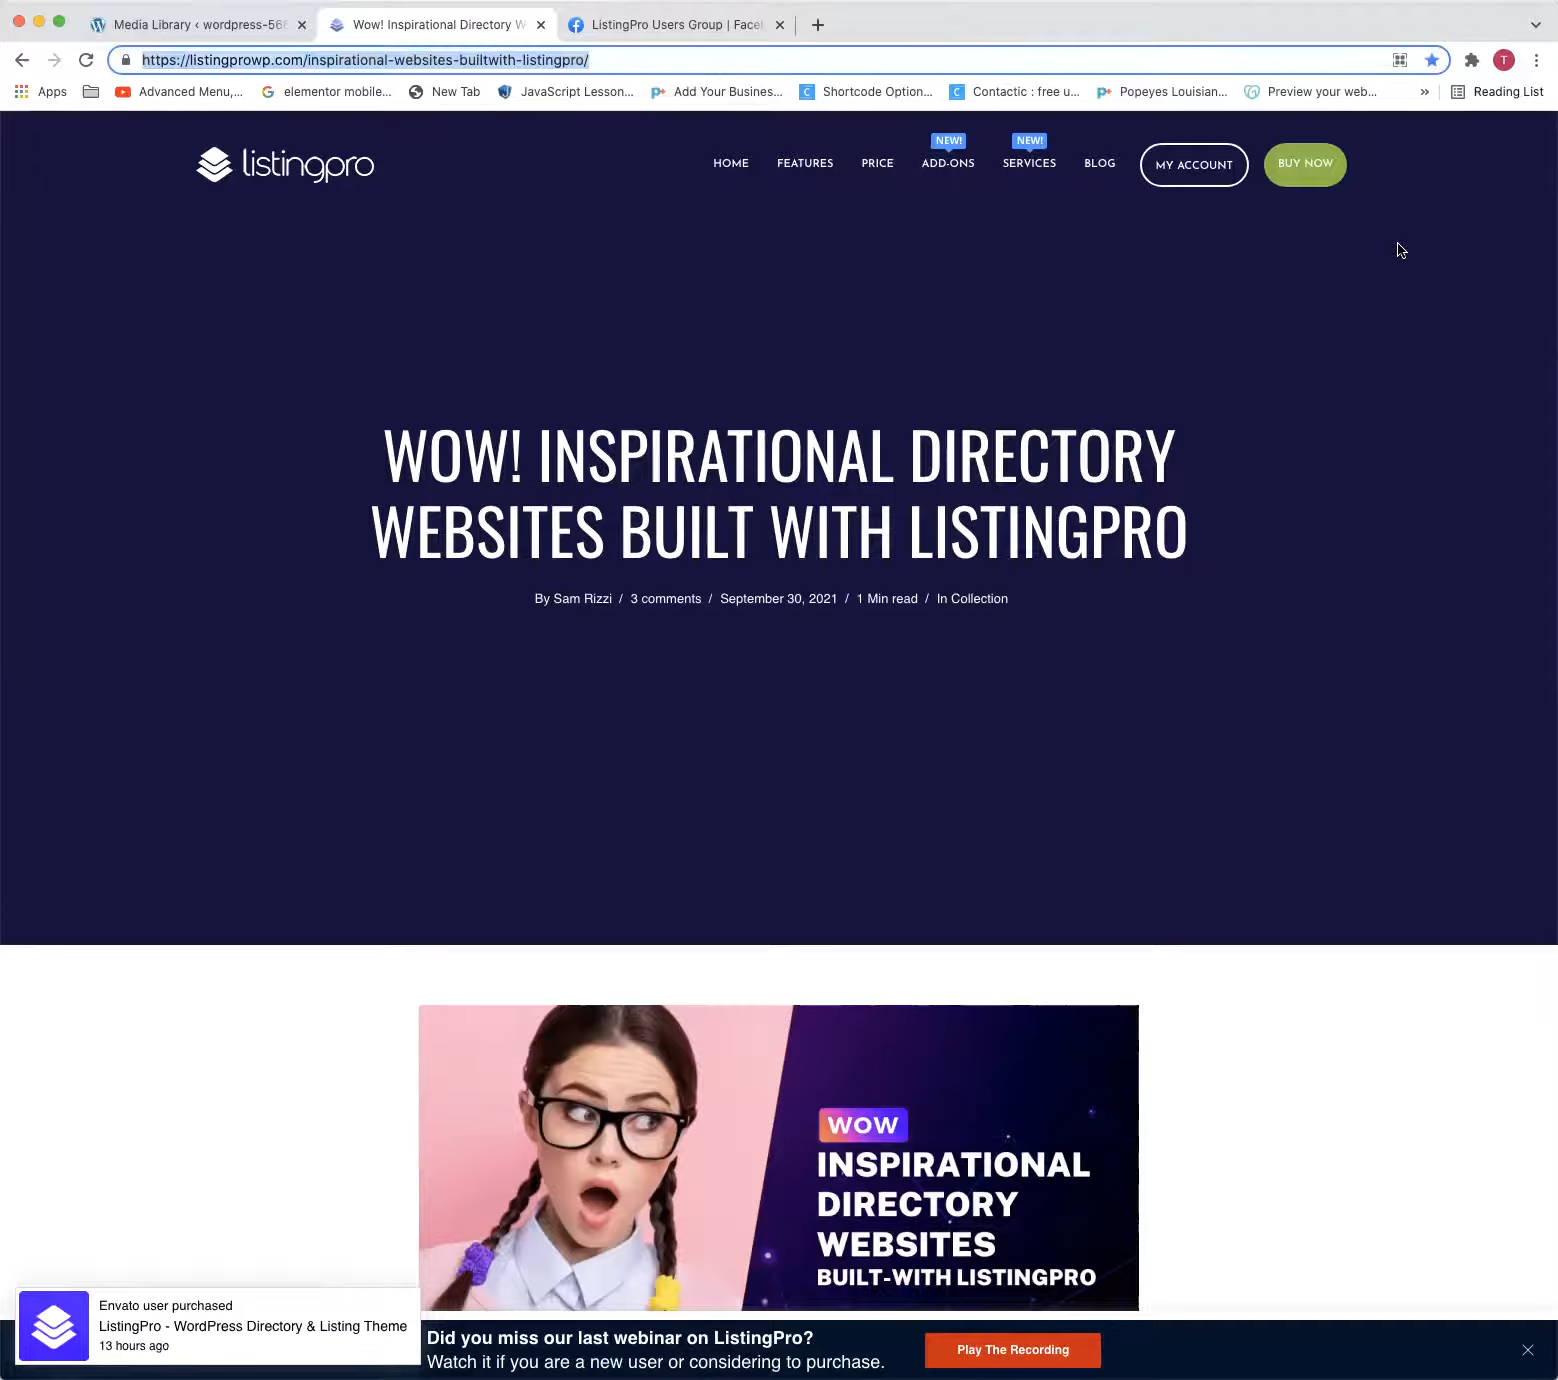 Media Library ‹ wordpress-566
Wow! Inspirational Directory W
ListingPro Users Group | Face
https://listingprowp.com/inspirational-websites-builtwith-listingpro/
T
Apps
Advanced Menu,...
elementor mobile...
New Tab
JavaScript Lesson...
Add Your Busines...
Shortcode Option...
Contactic : free u...
Popeyes Louisian...
Preview your web...
»
Reading List
listingpro
HOME
FEATURES
PRICE
NEW!
ADD-ONS
NEW!
SERVICES
BLOG
MY ACCOUNT
BUY NOW
WOW! INSPIRATIONAL DIRECTORY
WEBSITES BUILT WITH LISTINGPRO
By Sam Rizzi / 3 comments / September 30, 2021 / 1 Min read / In Collection
WOW
INSPIRATIONAL
DIRECTORY
WEBSITES
BUILT-WITH LISTINGPRO
Envato user purchased
ListingPro - WordPress Directory & Listing Theme
13 hours ago
Did you miss our last webinar on ListingPro?
Watch it if you are a new user or considering to purchase.
Play The Recording